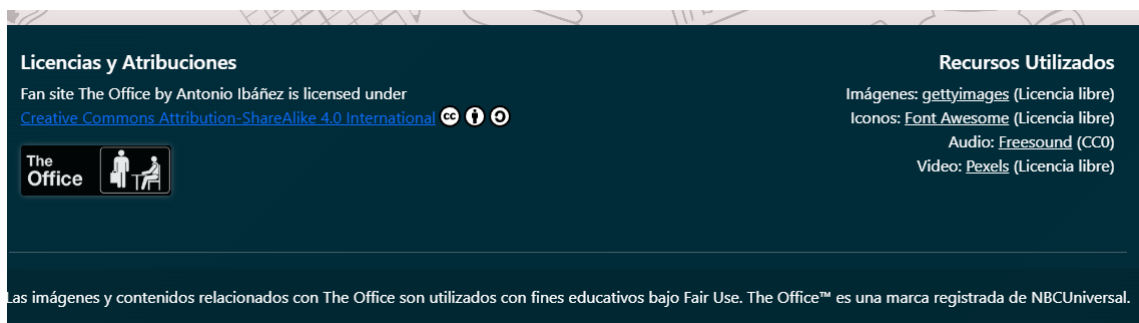 Licencias y Atribuciones
Fan site The Office by Antonio Ibáñez is licensed under
Creative Commons Attribution-ShareAlike 4.0 International
The
Office
Recursos Utilizados
Imágenes: gettyimages (Licencia libre)
Iconos: Font Awesome (Licencia libre)
Audio: Freesound (CC0)
Video: Pexels (Licencia libre)
Las imágenes y contenidos relacionados con The Office son utilizados con fines educativos bajo Fair Use. The Office™ es una marca registrada de NBCUniversal.